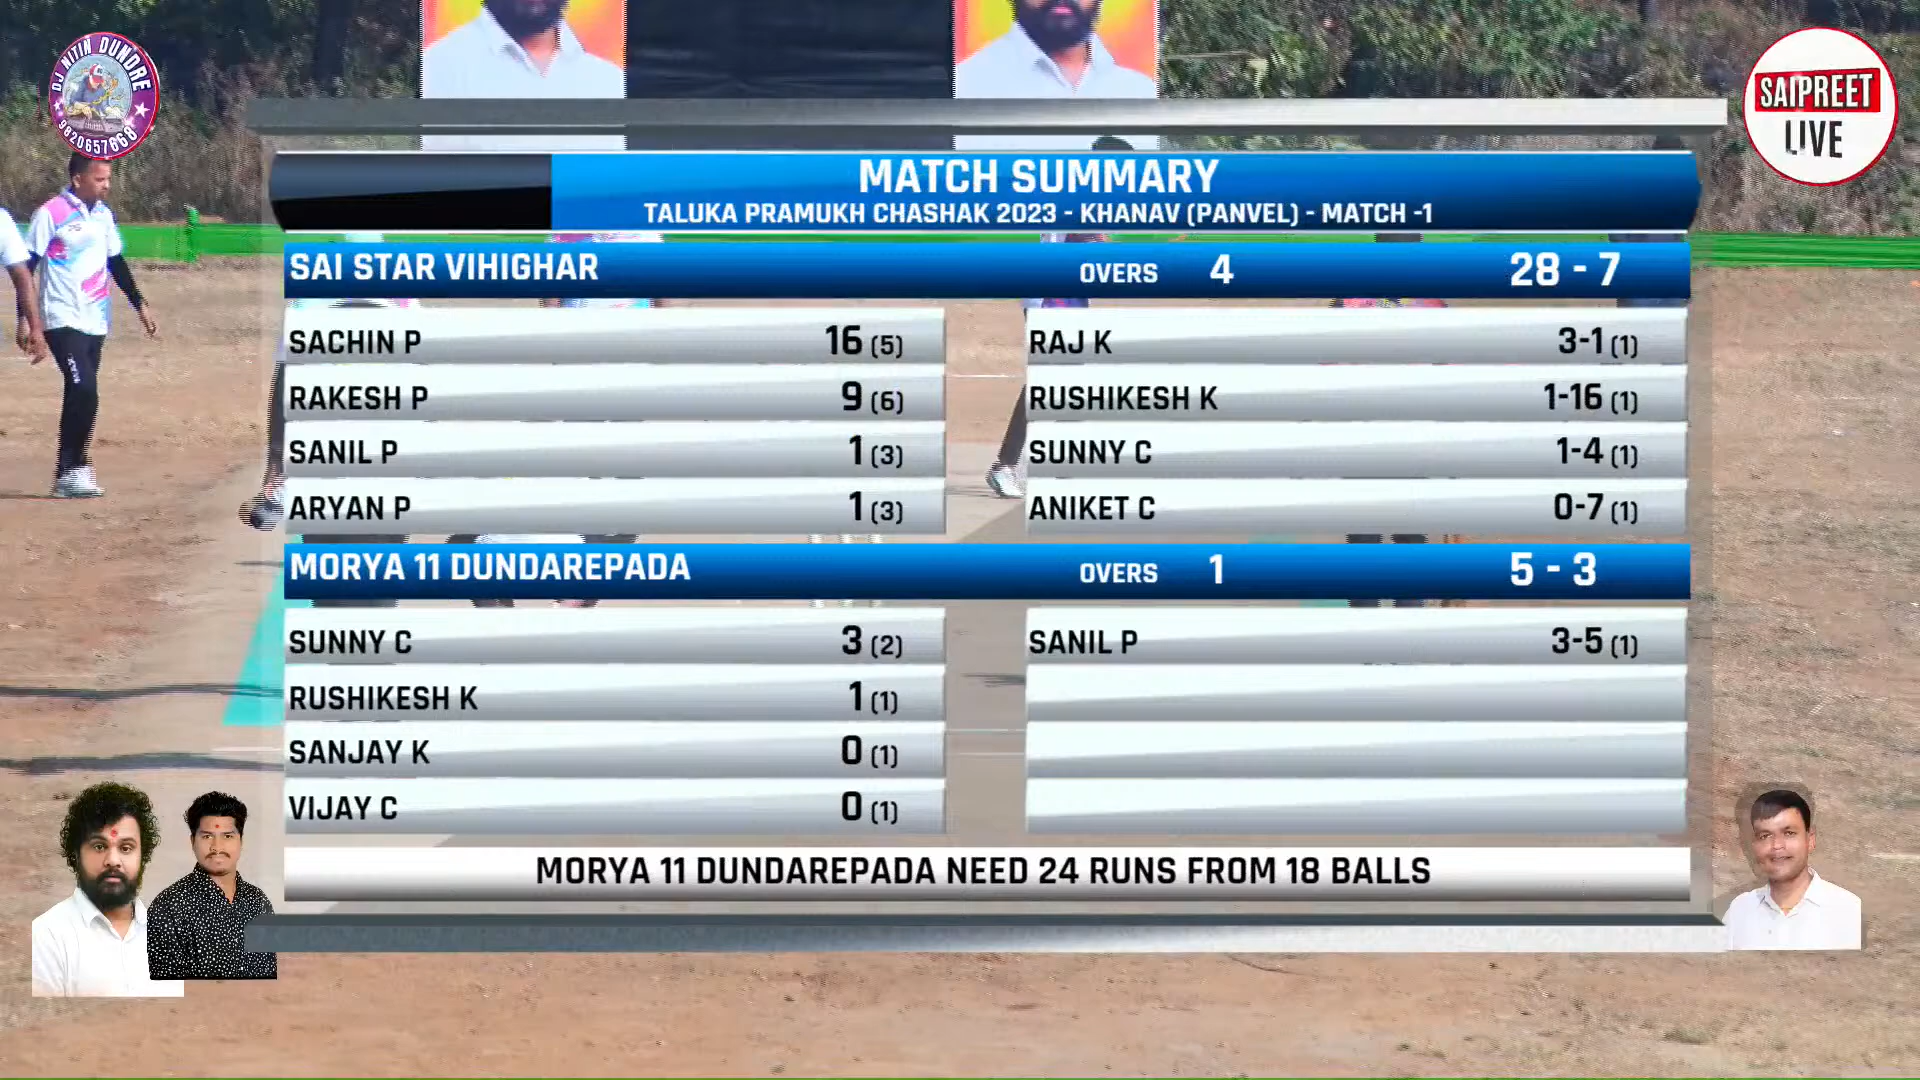 DJ NITIN DUNDRE
9820657668
SAIPREET
LIVE
MATCH SUMMARY
TALUKA PRAMUKH CHASHAK 2023 - KHANAV (PANVEL) - MATCH -1
SAI STAR VIHIGHAR OVERS 4 28 - 7
SACHIN P 16 (5) RAJ K 3-1 (1)
RAKESH P 9 (6) RUSHIKESH K 1-16 (1)
SANIL P 1 (3) SUNNY C 1-4 (1)
ARYAN P 1 (3) ANIKET C 0-7 (1)
MORYA 11 DUNDAREPADA OVERS 1 5 - 3
SUNNY C 3 (2) SANIL P 3-5 (1)
RUSHIKESH K 1 (1)
SANJAY K 0 (1)
VIJAY C 0 (1)
MORYA 11 DUNDAREPADA NEED 24 RUNS FROM 18 BALLS